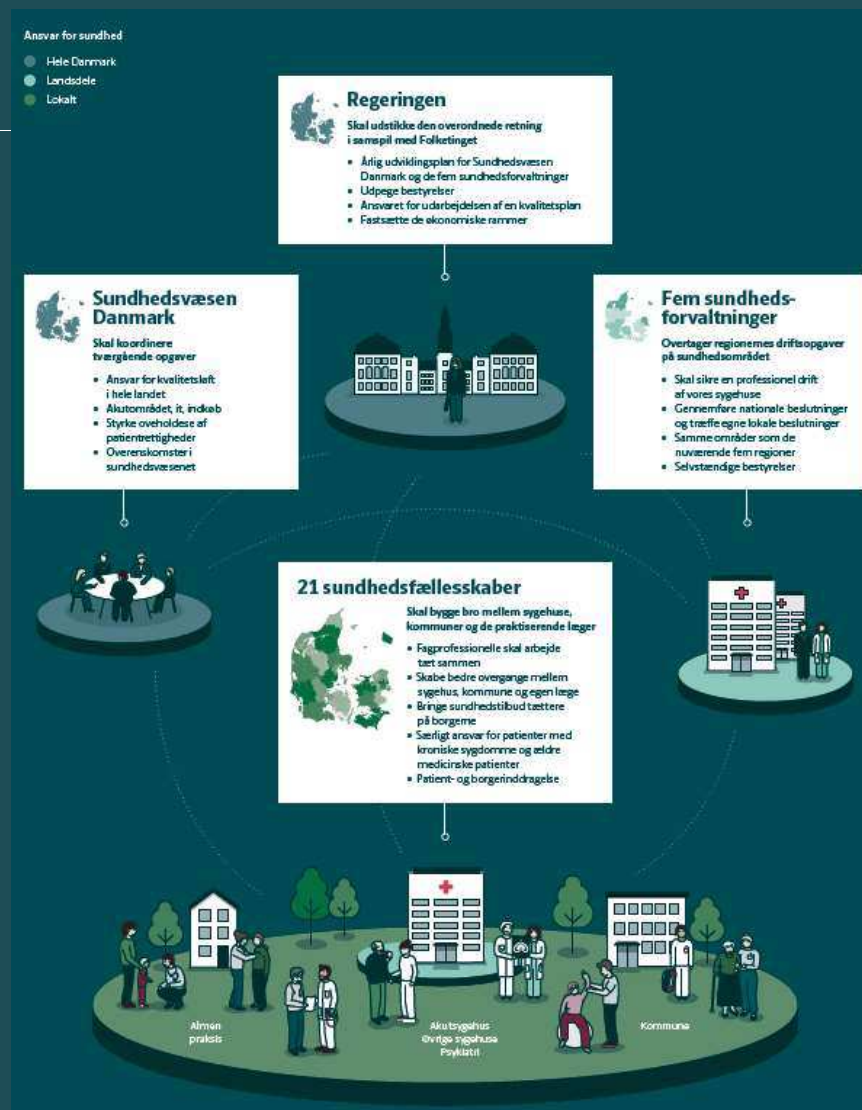 Ansvar for sundhed
Hele Danmark
Landsdele
Lokalt
Regeringen
Skal udstikke den overordnede retning
i samspil med Folketinget
• Årlig udviklingsplan for Sundhedsvæsen
Danmark og de fem sundhedsforvaltninger
• Udpege bestyrelser
• Ansvaret for udarbejdelsen af en kvalitetsplan
• Fastsætte de økonomiske rammer
Sundhedsvæsen
Danmark
Skal koordinere
tværgående opgaver
• Ansvar for kvalitetsløft
i hele landet
• Akutområdet, it, indkøb
• Styrke oveholdese af
patientrettigheder
• Overenskomster i
sundhedsvæsenet
Fem sundheds-
forvaltninger
Overtager regionernes driftsopgaver
på sundhedsområdet
• Skal sikre en professionel drift
af vores sygehuse
• Gennemføre nationale beslutninger
og træffe egne lokale beslutninger
• Samme områder som de
nuværende fem regioner
• Selvstændige bestyrelser
21 sundhedsfællesskaber
Skal bygge bro mellem sygehuse,
kommuner og de praktiserende læger
• Fagprofessionelle skal arbejde
tæt sammen
• Skabe bedre overgange mellem
sygehus, kommune og egen læge
• Bringe sundhedstilbud tættere
på borgerne
• Særligt ansvar for patienter med
kroniske sygdomme og ældre
medicinske patienter
• Patient- og borgerinddragelse
Almen
praksis
Akutsygehus
Øvrige sygehuse
Psykiatri
Kommune